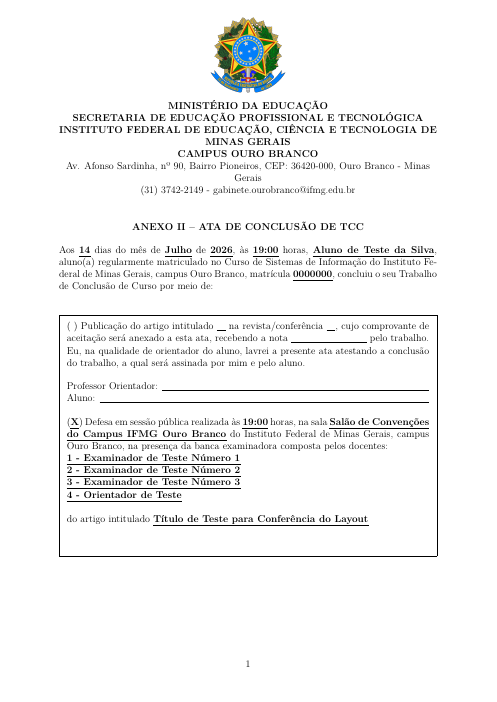 MINISTÉRIO DA EDUCAÇÃO
SECRETARIA DE EDUCAÇÃO PROFISSIONAL E TECNOLÓGICA
INSTITUTO FEDERAL DE EDUCAÇÃO, CIÊNCIA E TECNOLOGIA DE
MINAS GERAIS
CAMPUS OURO BRANCO
Av. Afonso Sardinha, nº 90, Bairro Pioneiros, CEP: 36420-000, Ouro Branco - Minas
Gerais
(31) 3742-2149 - gabinete.ourobranco@ifmg.edu.br
ANEXO II – ATA DE CONCLUSÃO DE TCC
Aos 14 dias do mês de Julho de 2026, às 19:00 horas, Aluno de Teste da Silva,
aluno(a) regularmente matriculado no Curso de Sistemas de Informação do Instituto Fe-
deral de Minas Gerais, campus Ouro Branco, matrícula 0000000, concluiu o seu Trabalho
de Conclusão de Curso por meio de:
( ) Publicação do artigo intitulado __ na revista/conferência __, cujo comprovante de
aceitação será anexado a esta ata, recebendo a nota ________________ pelo trabalho.
Eu, na qualidade de orientador do aluno, lavrei a presente ata atestando a conclusão
do trabalho, a qual será assinada por mim e pelo aluno.
Professor Orientador: ________________
Aluno: ________________
(X) Defesa em sessão pública realizada às 19:00 horas, na sala Salão de Convenções
do Campus IFMG Ouro Branco do Instituto Federal de Minas Gerais, campus
Ouro Branco, na presença da banca examinadora composta pelos docentes:
1 - Examinador de Teste Número 1
2 - Examinador de Teste Número 2
3 - Examinador de Teste Número 3
4 - Orientador de Teste
do artigo intitulado Título de Teste para Conferência do Layout
1